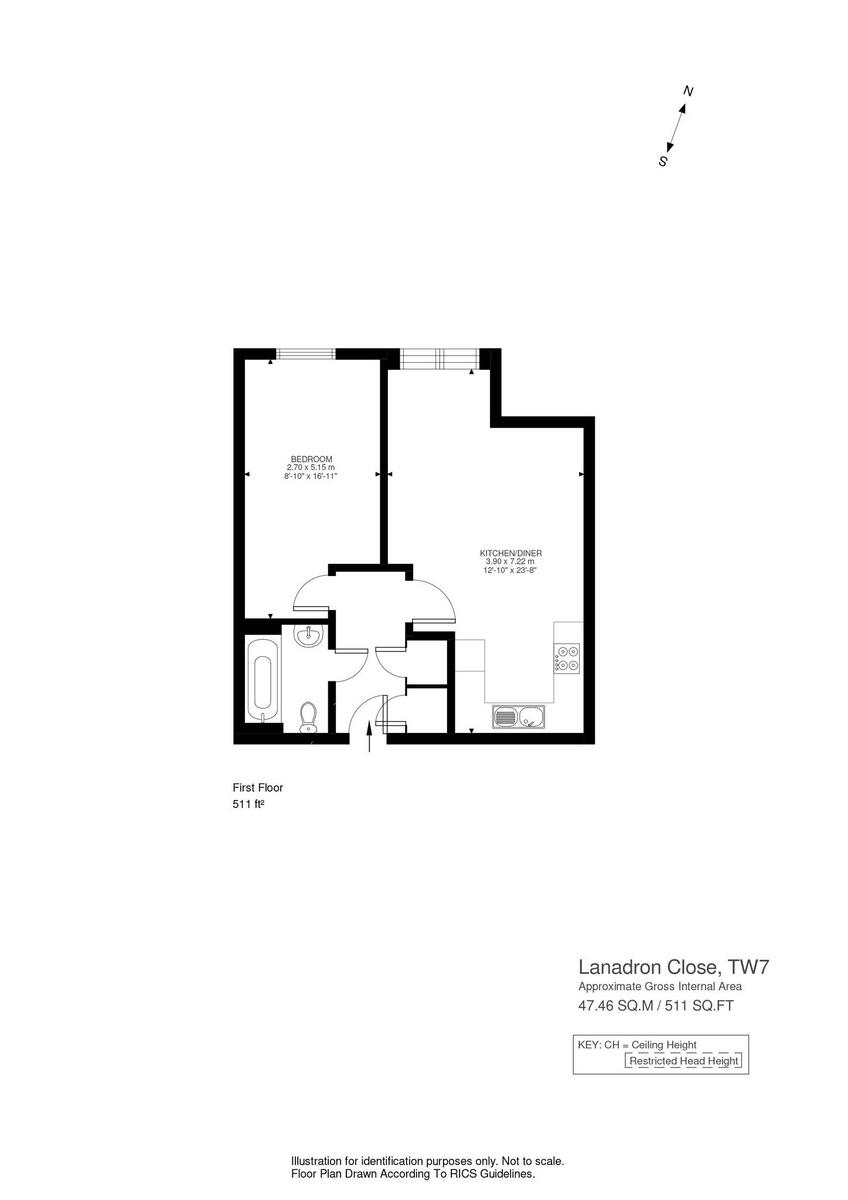 N
S
BEDROOM
2.70 x 5.15 m
8'-10" x 16'-11"
KITCHEN/DINER
3.90 x 7.22 m
12'-10" x 23'-8"
First Floor
511 ft²
Lanadron Close, TW7
Approximate Gross Internal Area
47.46 SQ.M / 511 SQ.FT
KEY: CH = Ceiling Height
Restricted Head Height
Illustration for identification purposes only. Not to scale.
Floor Plan Drawn According To RICS Guidelines.